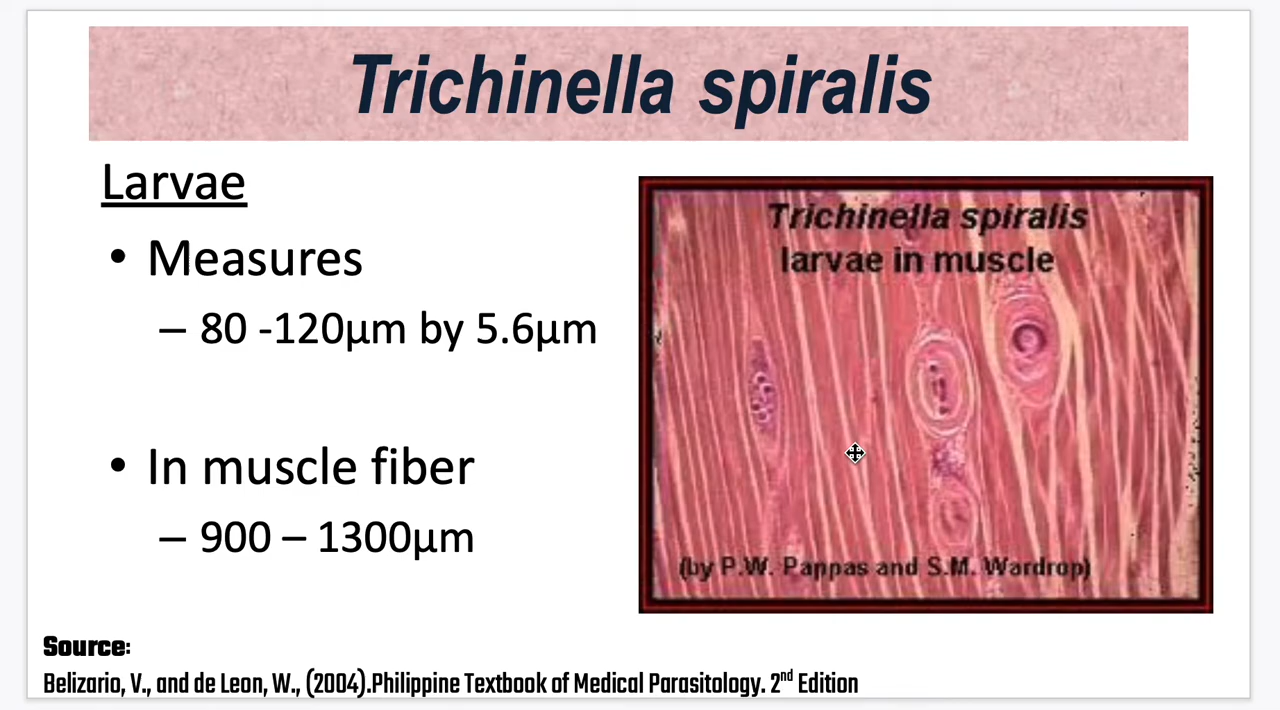 Trichinella spiralis
Larvae
• Measures
– 80 -120µm by 5.6µm
• In muscle fiber
– 900 – 1300µm
Trichinella spiralis
larvae in muscle
(by P.W. Pappas and S.M. Wardrop)
Source:
Belizario, V., and de Leon, W., (2004).Philippine Textbook of Medical Parasitology. 2nd Edition